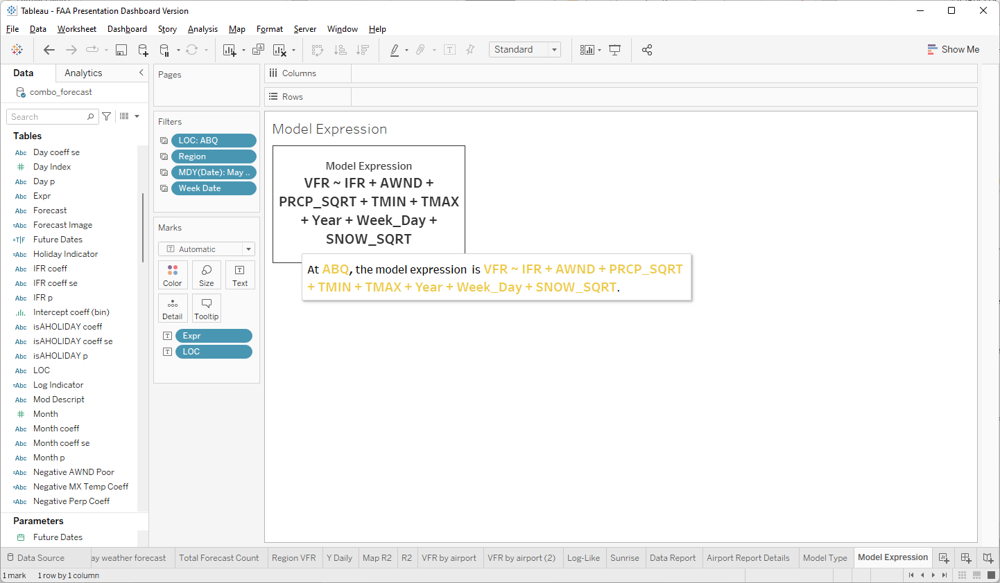 Tableau - FAA Presentation Dashboard Version
File Data Worksheet Dashboard Story Analysis Map Format Server Window Help
Standard
Show Me
Data Analytics
combo_forecast
Search
Tables
Abc Day coeff se
Day Index
Abc Day p
Abc Expr
Abc Forecast
=Abc Forecast Image
=T|F Future Dates
=Abc Holiday Indicator
Abc IFR coeff
Abc IFR coeff se
Abc IFR p
Intercept coeff (bin)
Abc isAHOLIDAY coeff
Abc isAHOLIDAY coeff se
Abc isAHOLIDAY p
Abc LOC
=Abc Log Indicator
Abc Mod Descript
# Month
Abc Month coeff
Abc Month coeff se
Abc Month p
=Abc Negative AWND Poor
=Abc Negative MX Temp Coeff
=Abc Negative Perp Coeff
Parameters
Future Dates
Pages
Filters
LOC: ABQ
Region
MDY(Date): May ..
Week Date
Marks
T Automatic
Color Size Text
Detail Tooltip
T Expr
T LOC
Columns
Rows
Model Expression
Model Expression
VFR ~ IFR + AWND +
PRCP_SQRT + TMIN + TMAX
+ Year + Week_Day +
SNOW_SQRT
At ABQ, the model expression is VFR ~ IFR + AWND + PRCP_SQRT
+ TMIN + TMAX + Year + Week_Day + SNOW_SQRT.
Data Source ay weather forecast Total Forecast Count Region VFR Y Daily Map R2 R2 VFR by airport VFR by airport (2) Log-Like Sunrise Data Report Airport Report Details Model Type Model Expression
1 mark 1 row by 1 column